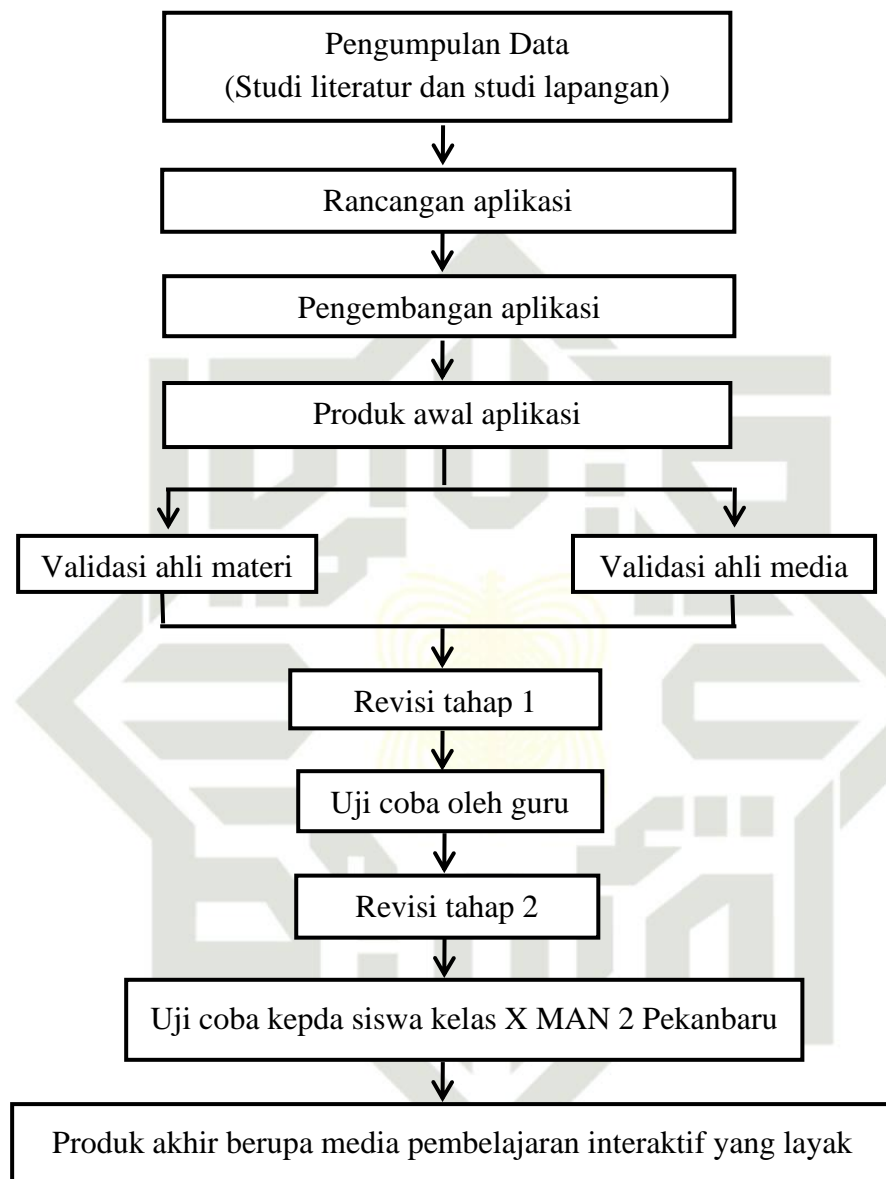 Pengumpulan Data
(Studi literatur dan studi lapangan)
Rancangan aplikasi
Pengembangan aplikasi
Produk awal aplikasi
Validasi ahli materi
Validasi ahli media
Revisi tahap 1
Uji coba oleh guru
Revisi tahap 2
Uji coba kepda siswa kelas X MAN 2 Pekanbaru
Produk akhir berupa media pembelajaran interaktif yang layak